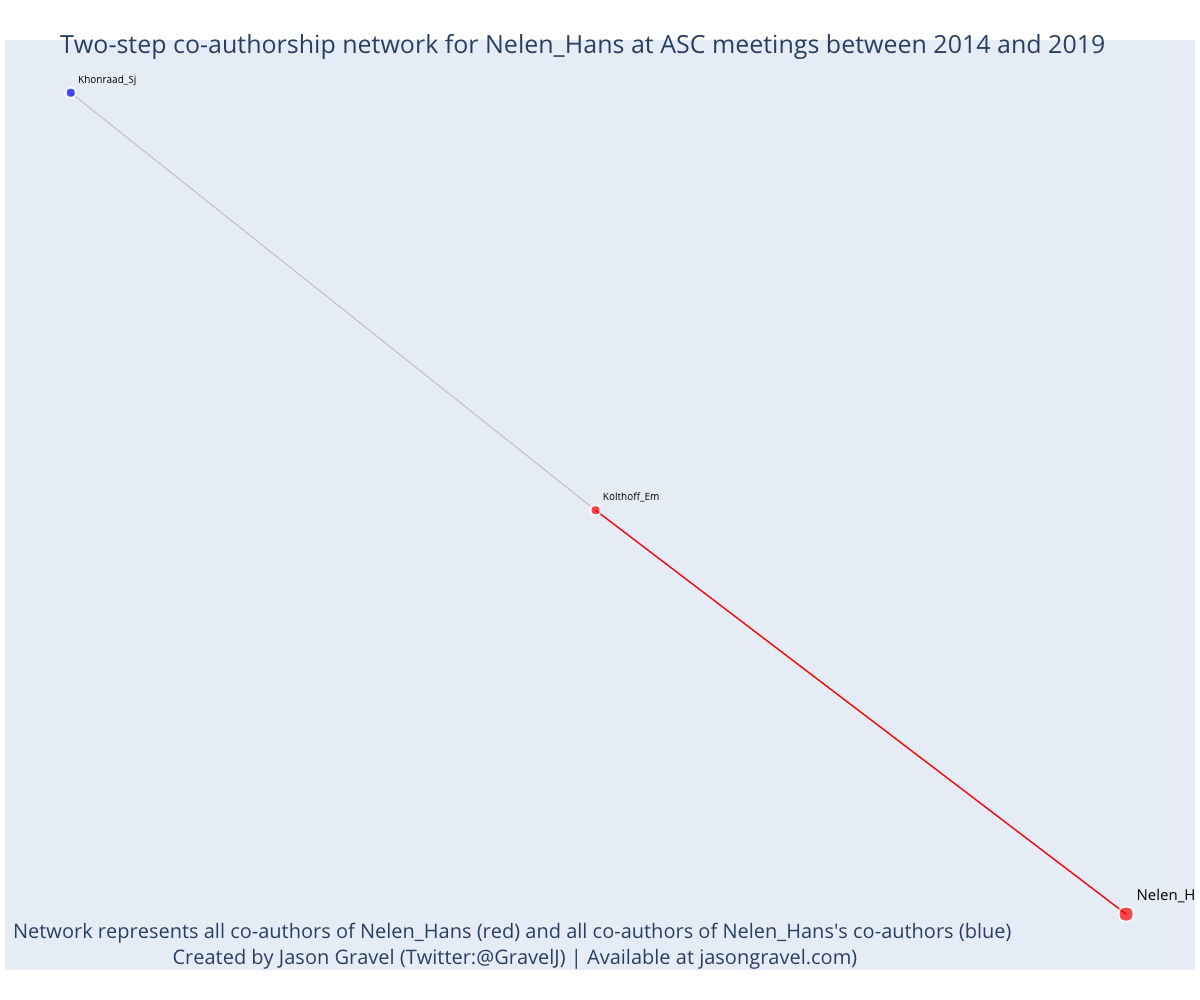 Two-step co-authorship network for Nelen_Hans at ASC meetings between 2014 and 2019
Khonraad_Sj
Kolthoff_Em
Nelen_H
Network represents all co-authors of Nelen_Hans (red) and all co-authors of Nelen_Hans's co-authors (blue)
Created by Jason Gravel (Twitter:@GravelJ) | Available at jasongravel.com)